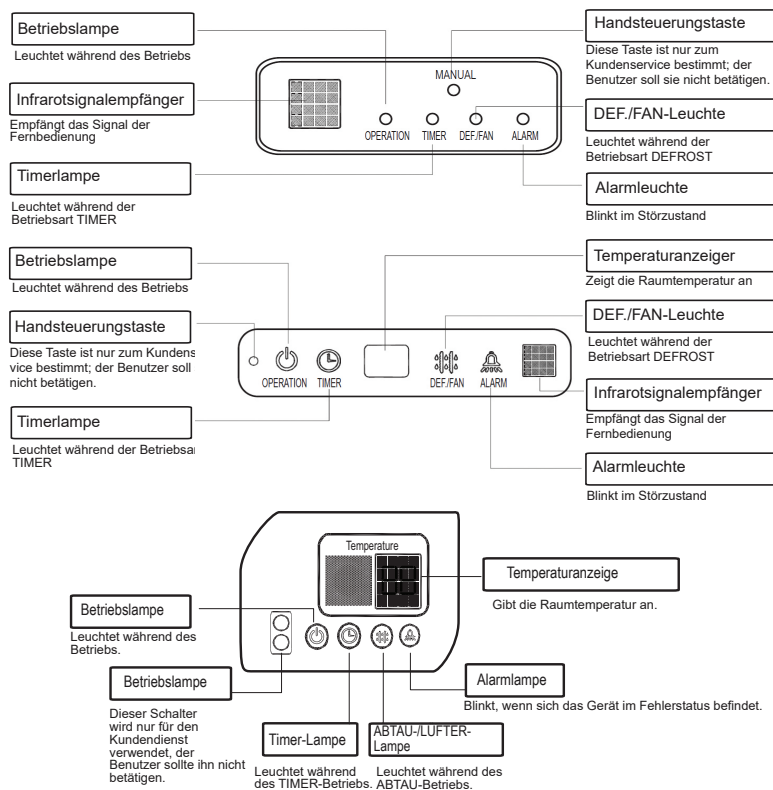 Betriebslampe
Leuchtet während des Betriebs
Infrarotsignalempfänger
Empfängt das Signal der
Fernbedienung
Timerlampe
Leuchtet während der
Betriebsart TIMER
MANUAL
OPERATION TIMER DEF./FAN ALARM
Handsteuerungstaste
Diese Taste ist nur zum
Kundenservice bestimmt; der
Benutzer soll sie nicht betätigen.
DEF./FAN-Leuchte
Leuchtet während der
Betriebsart DEFROST
Alarmleuchte
Blinkt im Störzustand
Betriebslampe
Leuchtet während des Betriebs
Handsteuerungstaste
Diese Taste ist nur zum Kundens
vice bestimmt; der Benutzer soll
nicht betätigen.
Timerlampe
Leuchtet während der Betriebsa
TIMER
OPERATION TIMER DEF./FAN ALARM
Temperaturanzeiger
Zeigt die Raumtemperatur an
DEF./FAN-Leuchte
Leuchtet während der
Betriebsart DEFROST
Infrarotsignalempfänger
Empfängt das Signal der
Fernbedienung
Alarmleuchte
Blinkt im Störzustand
Temperature
Temperaturanzeige
Gibt die Raumtemperatur an.
Betriebslampe
Leuchtet während des
Betriebs.
Betriebslampe
Dieser Schalter
wird nur für den
Kundendienst
verwendet, der
Benutzer sollte ihn nicht
betätigen.
Timer-Lampe
Leuchtet während
des TIMER-Betriebs.
ABTAU-/LUFTER-
Lampe
Leuchtet während des
ABTAU-Betriebs.
Alarmlampe
Blinkt, wenn sich das Gerät im Fehlerstatus befindet.